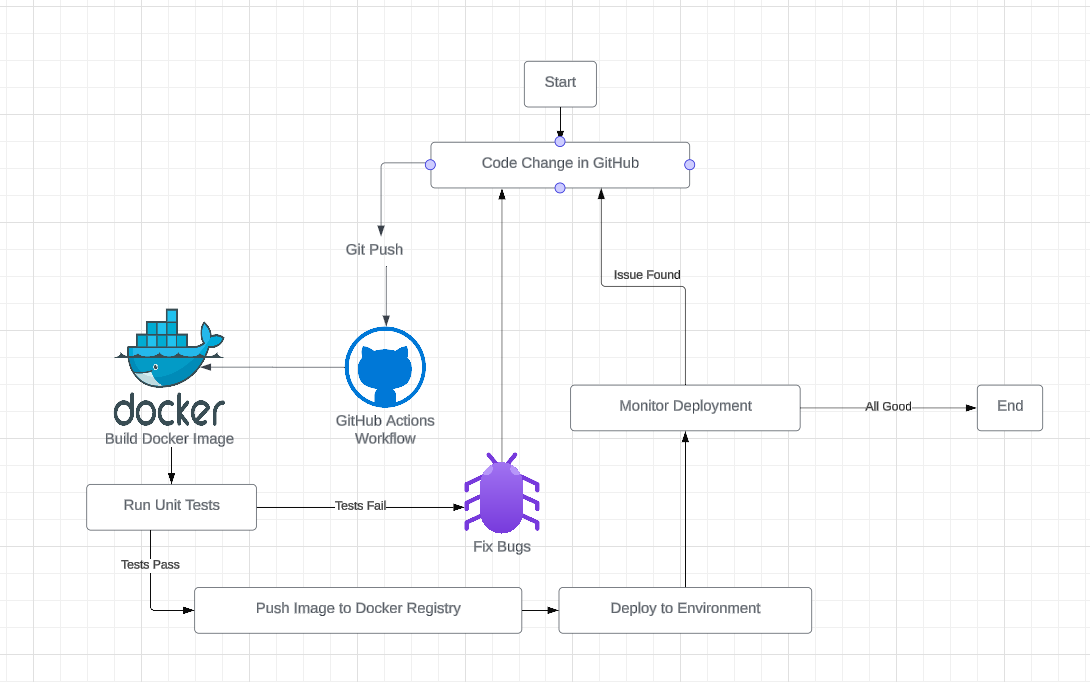 Start
Code Change in GitHub
Git Push
Issue Found
docker
Build Docker Image
GitHub Actions
Workflow
Monitor Deployment
All Good
End
Run Unit Tests
Tests Fail
Fix Bugs
Tests Pass
Push Image to Docker Registry
Deploy to Environment